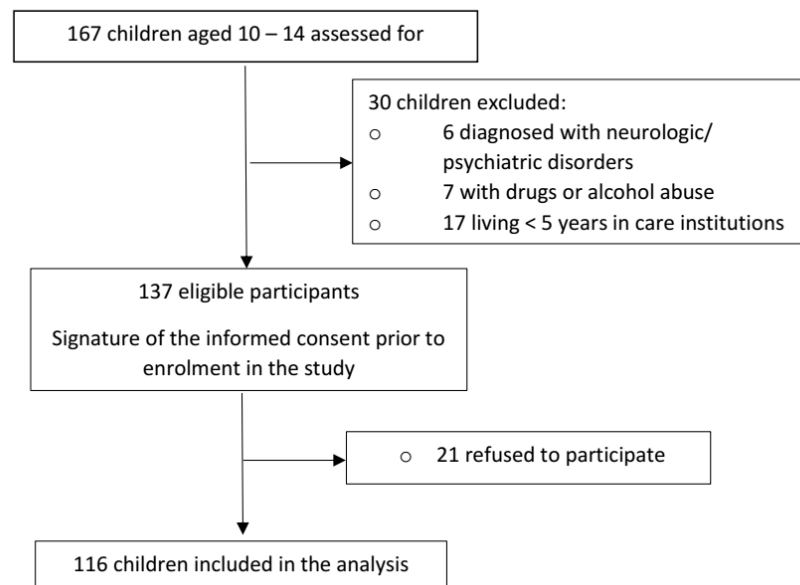 167 children aged 10 – 14 assessed for
30 children excluded:
o 6 diagnosed with neurologic/
psychiatric disorders
o 7 with drugs or alcohol abuse
o 17 living < 5 years in care institutions
137 eligible participants
Signature of the informed consent prior to
enrolment in the study
o 21 refused to participate
116 children included in the analysis